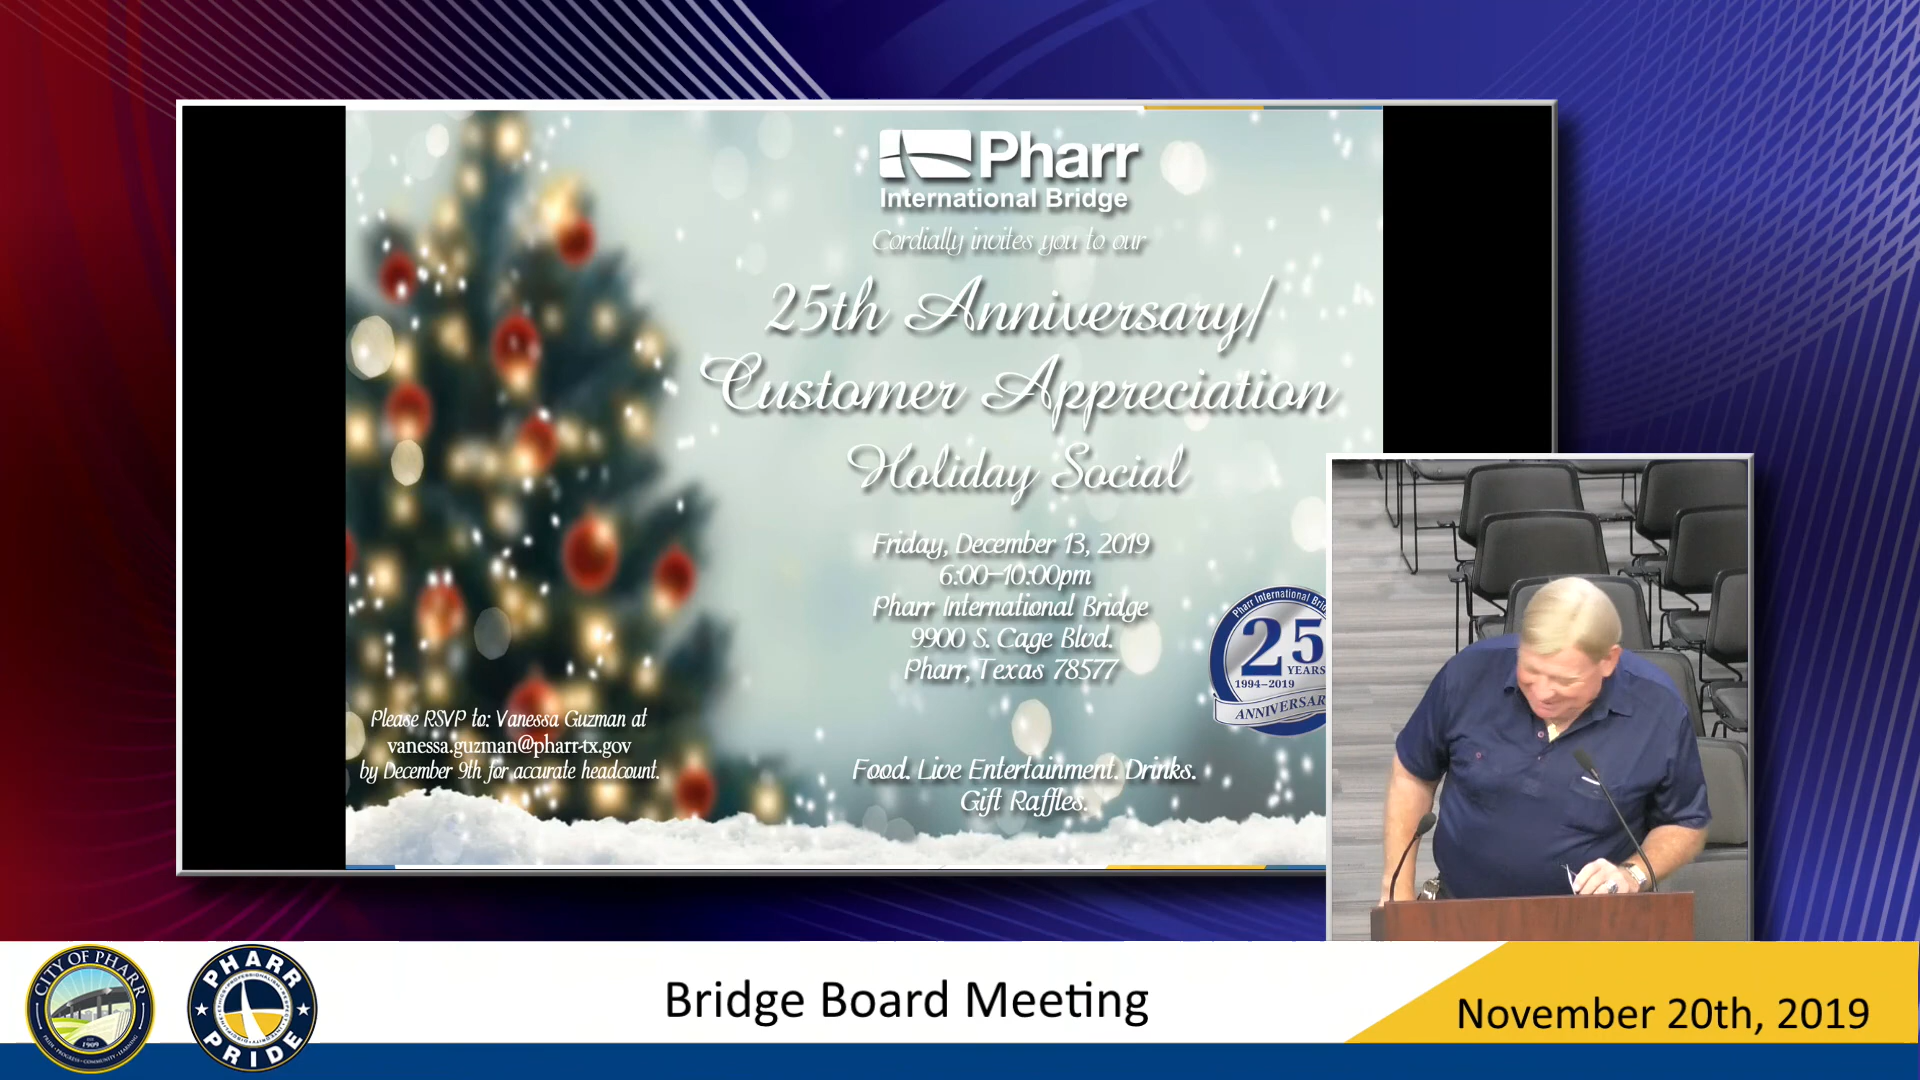 Pharr
International Bridge
Cordially invites you to our
25th Anniversary/
Customer Appreciation
Holiday Social
Friday, December 13, 2019
6:00-10:00pm
Pharr International Bridge
9900 S. Cage Blvd.
Pharr, Texas 78577
Pharr International
25
YEARS
1994-2019
Please RSVP to: Vanessa Guzman at
vanessa.guzman@pharr-tx.gov
by December 9th for accurate headcount.
Food. Live Entertainment. Drinks.
Gift Raffles.
CITY OF PHARR
1909
PHARR
PRIDE
Bridge Board Meeting
November 20th, 2019